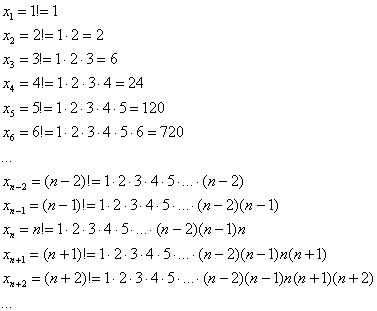 x₁ = 1!= 1
x₂ = 2!= 1·2 = 2
x₃ = 3!= 1·2·3 = 6
x₄ = 4!= 1·2·3·4 = 24
x₅ = 5!= 1·2·3·4·5 = 120
x₆ = 6!= 1·2·3·4·5·6 = 720
...
xₙ₋₂ = (n−2)!= 1·2·3·4·5·...·(n−2)
xₙ₋₁ = (n−1)!= 1·2·3·4·5·...·(n−2)(n−1)
xₙ = n!= 1·2·3·4·5·...·(n−2)(n−1)n
xₙ₊₁ = (n+1)!= 1·2·3·4·5·...·(n−2)(n−1)n(n+1)
xₙ₊₂ = (n+2)!= 1·2·3·4·5·...·(n−2)(n−1)n(n+1)(n+2)
...